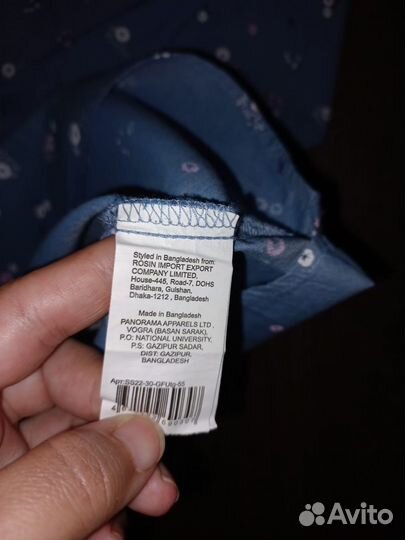 Styled in Bangladesh from:
ROSIN IMPORT EXPORT
COMPANY LIMITED,
House-445, Road-7, DOHS
Baridhara, Gulshan,
Dhaka-1212 , Bangladesh
Made in Bangladesh
PANORAMA APPARELS LTD ,
VOGRA (BASAN SARAK),
P.O: NATIONAL UNIVERSITY,
P.S: GAZIPUR SADAR,
DIST: GAZIPUR,
BANGLADESH
Avito